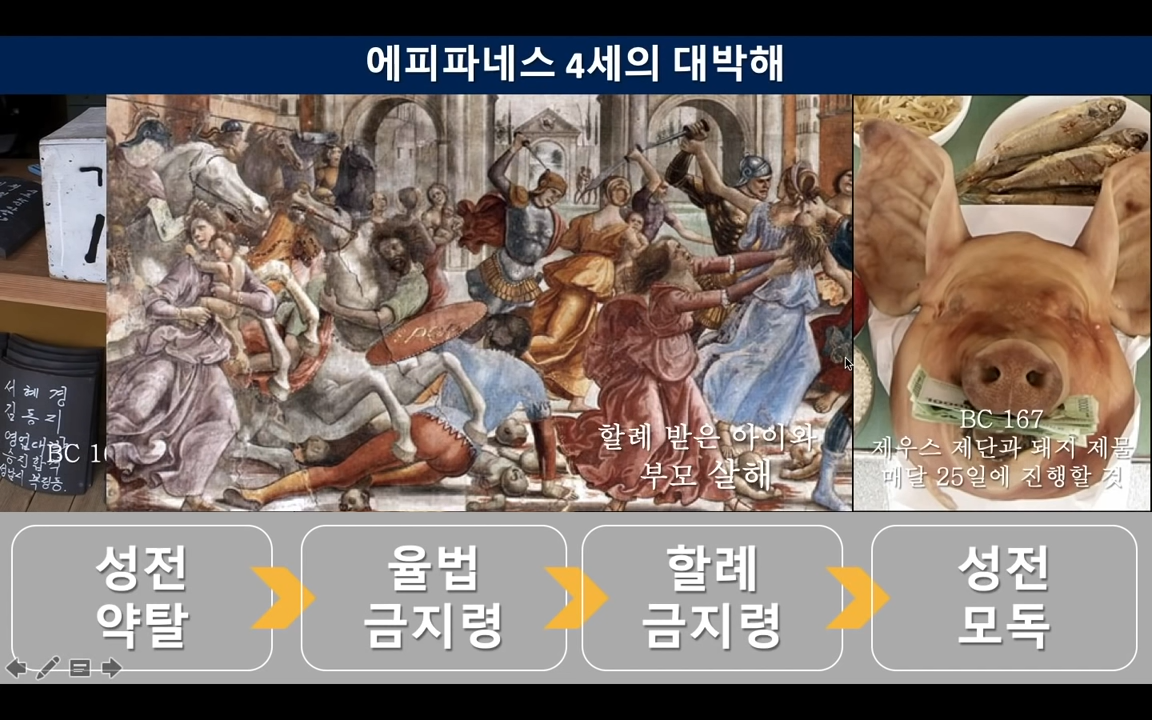 에피파네스 4세의 대박해
서 혜 경
김 동 리
BC 1
할례 받은 아이와
부모 살해
BC 167
제우스 제단과 돼지 제물
매달 25일에 진행할 것
성전
약탈
율법
금지령
할례
금지령
성전
모독